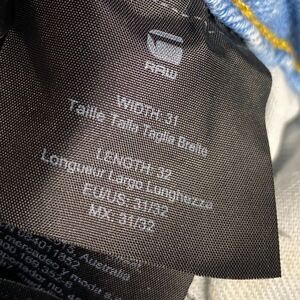 RAW
WIDTH: 31
Taille Talla Taglia Breite
LENGTH: 32
Longueur Largo Lunghezza
EU/US: 31/32
MX: 31/32
Australia